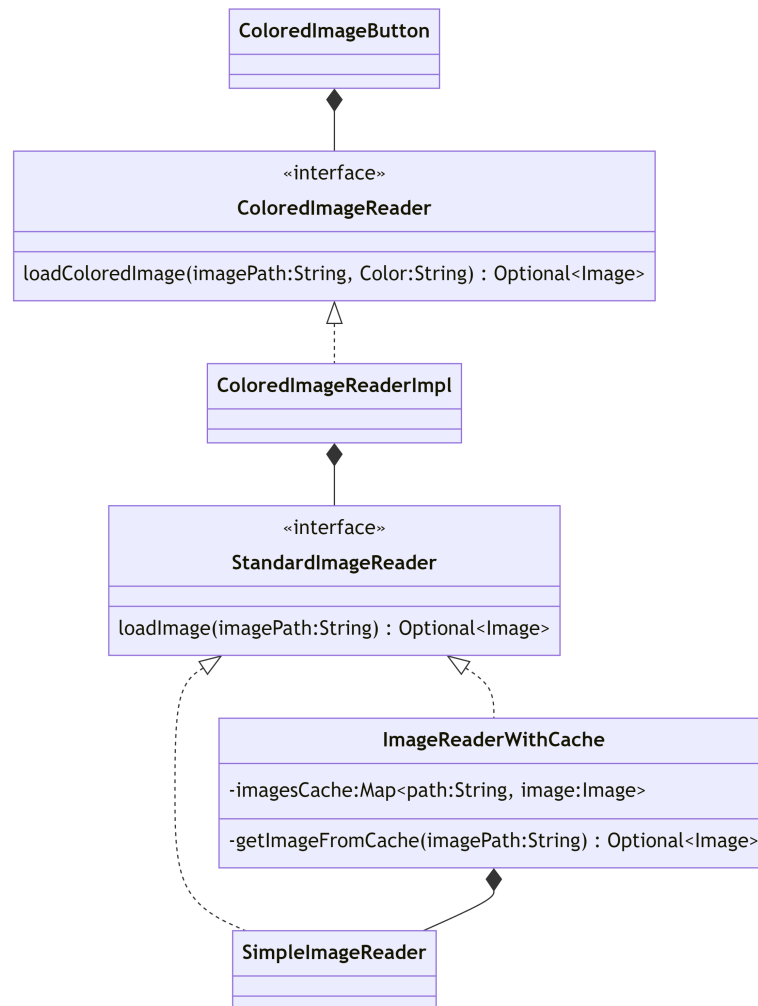 ColoredImageButton
«interface»
ColoredImageReader
loadColoredImage(imagePath:String, Color:String) : Optional<Image>
ColoredImageReaderImpl
«interface»
StandardImageReader
loadImage(imagePath:String) : Optional<Image>
ImageReaderWithCache
-imagesCache:Map<path:String, image:Image>
-getImageFromCache(imagePath:String) : Optional<Image>
SimpleImageReader